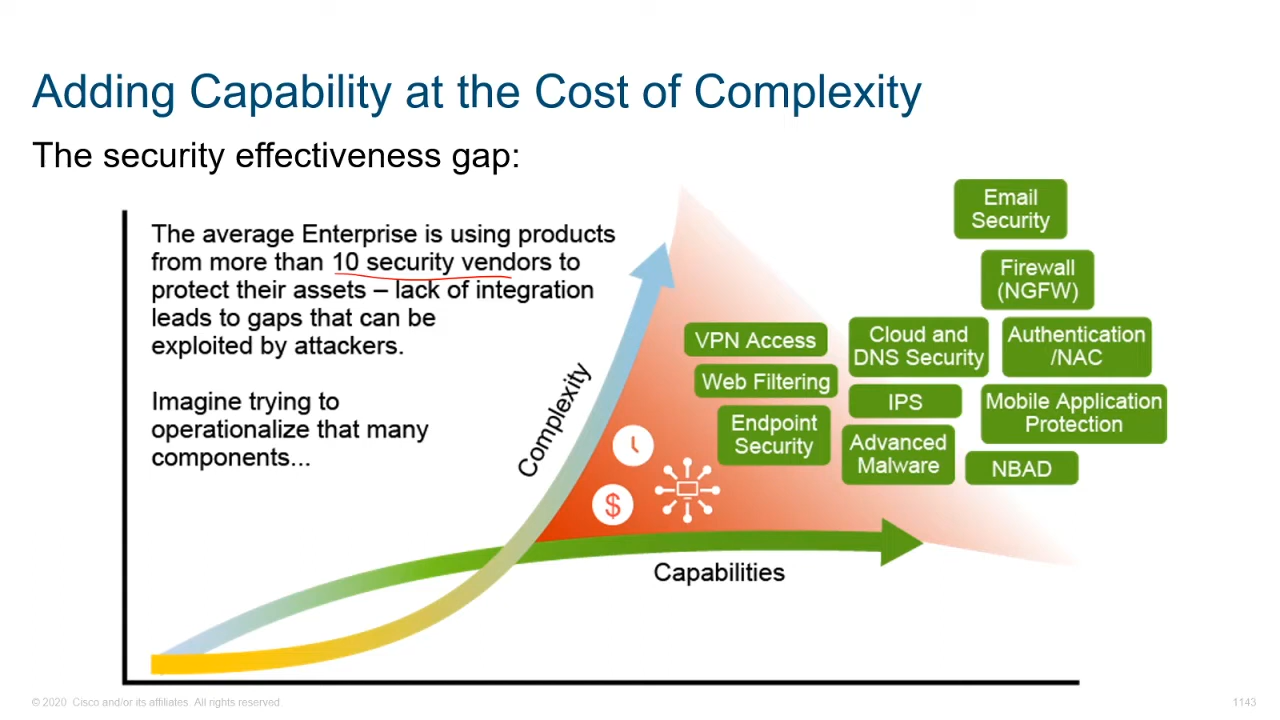 Adding Capability at the Cost of Complexity
The security effectiveness gap:
The average Enterprise is using products
from more than 10 security vendors to
protect their assets – lack of integration
leads to gaps that can be
exploited by attackers.
Imagine trying to
operationalize that many
components...
Complexity
Capabilities
$
Email
Security
Firewall
(NGFW)
VPN Access
Cloud and
DNS Security
Authentication
/NAC
Web Filtering
IPS
Mobile Application
Protection
Endpoint
Security
Advanced
Malware
NBAD
© 2020 Cisco and/or its affiliates. All rights reserved.
1143